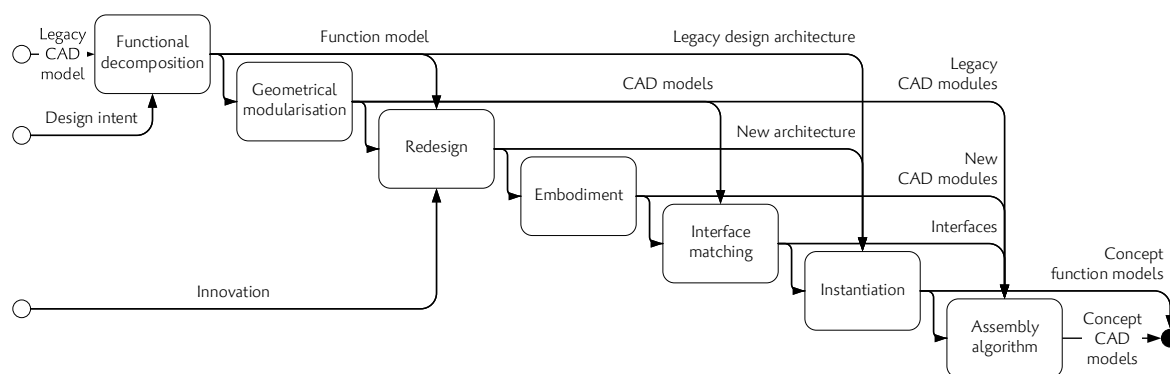 Legacy
CAD
model
Functional
decomposition
Function model
Legacy design architecture
Design intent
Geometrical
modularisation
CAD models
Legacy
CAD modules
Redesign
New architecture
Embodiment
New
CAD modules
Interface
matching
Interfaces
Innovation
Instantiation
Concept
function models
Assembly
algorithm
Concept
CAD
models